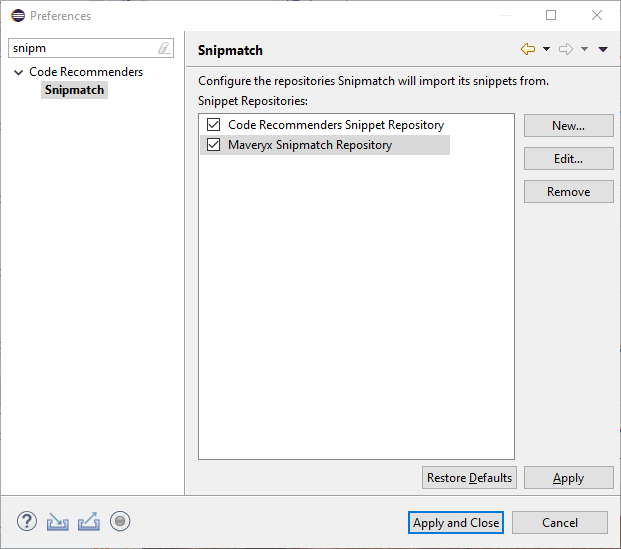 Preferences
snipm
Code Recommenders
Snipmatch
Snipmatch
Configure the repositories Snipmatch will import its snippets from.
Snippet Repositories:
Code Recommenders Snippet Repository
Maveryx Snipmatch Repository
New...
Edit...
Remove
Restore Defaults
Apply
?
Apply and Close
Cancel